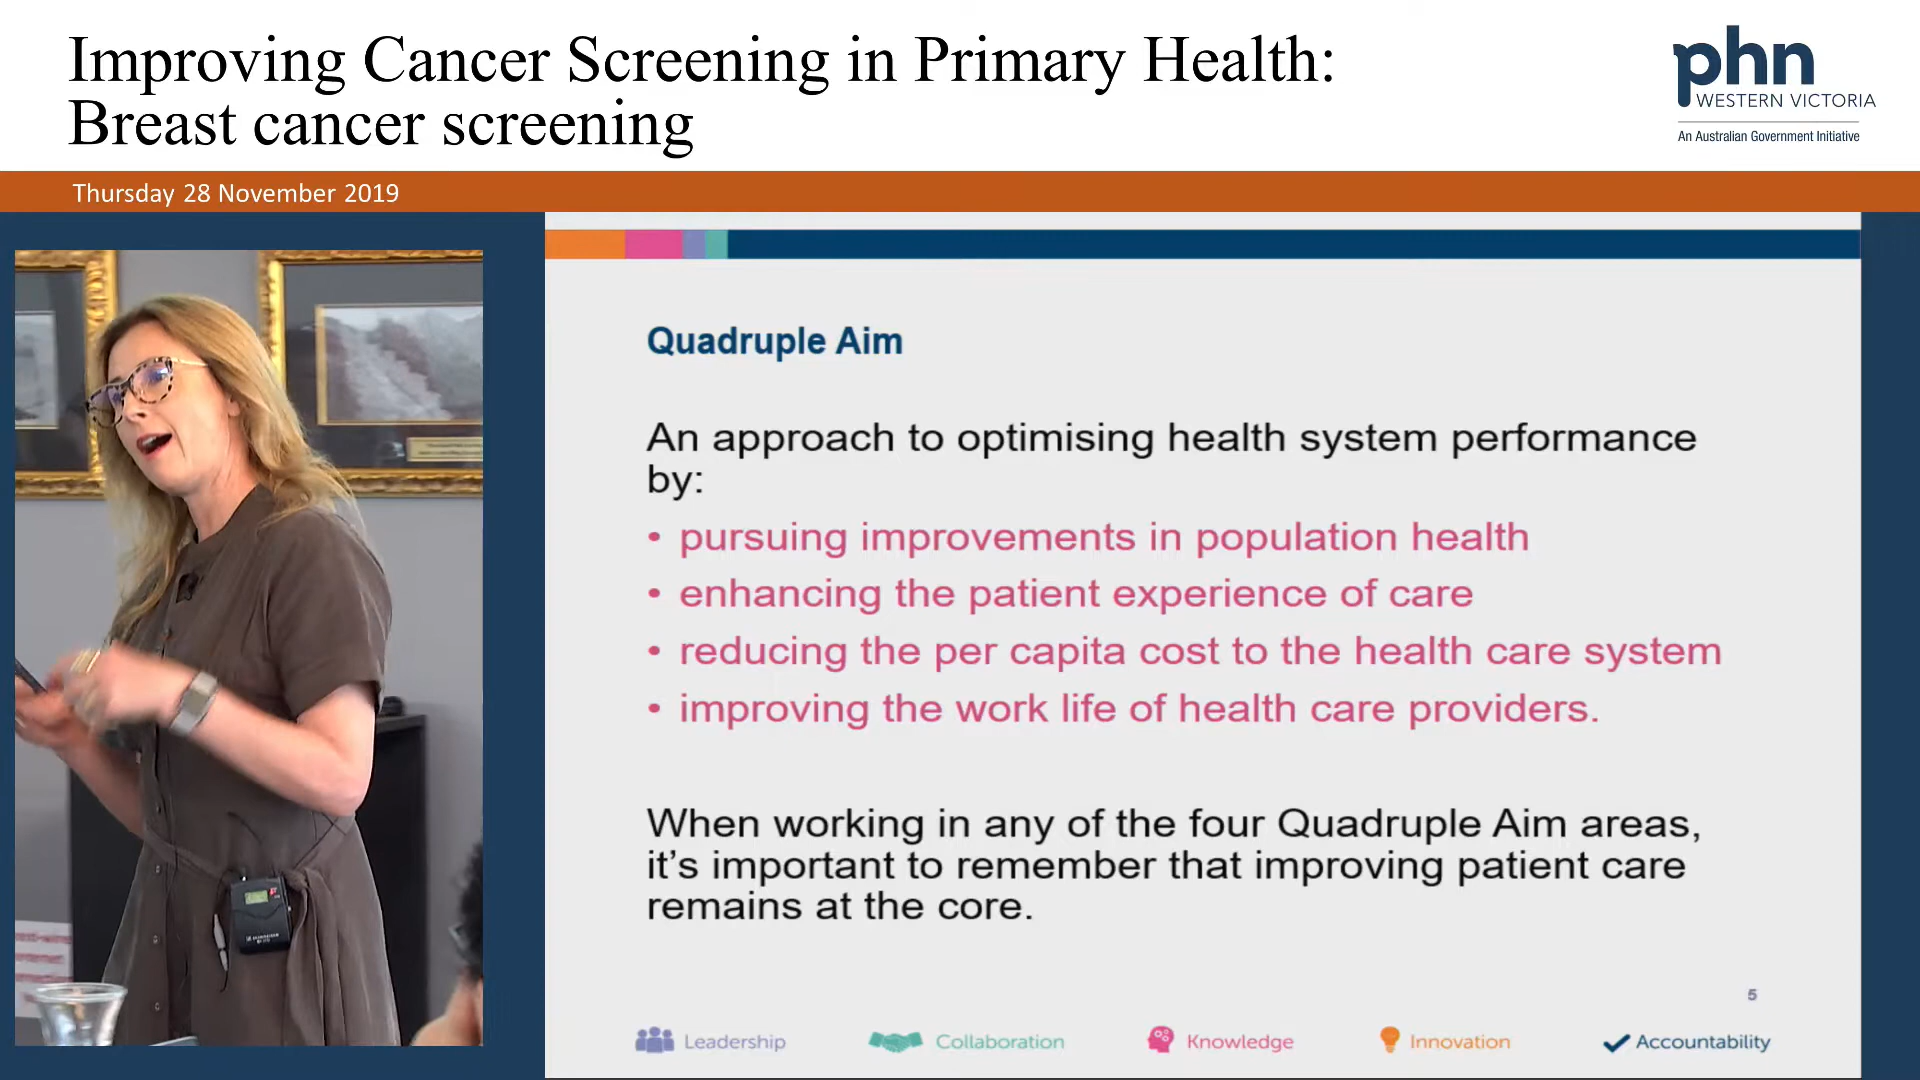 Improving Cancer Screening in Primary Health:
Breast cancer screening
phn
WESTERN VICTORIA
An Australian Government Initiative
Thursday 28 November 2019
Quadruple Aim
An approach to optimising health system performance
by:
• pursuing improvements in population health
• enhancing the patient experience of care
• reducing the per capita cost to the health care system
• improving the work life of health care providers.
When working in any of the four Quadruple Aim areas,
it's important to remember that improving patient care
remains at the core.
5
Leadership
Collaboration
Knowledge
Innovation
Accountability